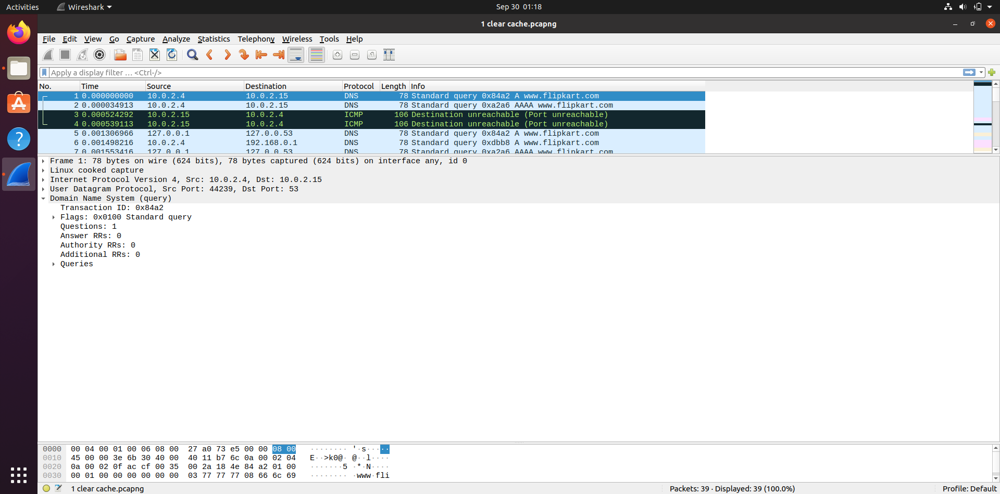 Activities Wireshark Sep 30 01:18
1 clear cache.pcapng
File Edit View Go Capture Analyze Statistics Telephony Wireless Tools Help
Apply a display filter … <Ctrl-/>
No. Time Source Destination Protocol Length Info
1 0.000000000 10.0.2.4 10.0.2.15 DNS 78 Standard query 0x84a2 A www.flipkart.com
2 0.000034913 10.0.2.4 10.0.2.15 DNS 78 Standard query 0xa2a6 AAAA www.flipkart.com
3 0.000524292 10.0.2.15 10.0.2.4 ICMP 106 Destination unreachable (Port unreachable)
4 0.000539113 10.0.2.15 10.0.2.4 ICMP 106 Destination unreachable (Port unreachable)
5 0.001306966 127.0.0.1 127.0.0.53 DNS 78 Standard query 0x84a2 A www.flipkart.com
6 0.001498216 10.0.2.4 192.168.0.1 DNS 78 Standard query 0xdbb8 A www.flipkart.com
7 0.001553416 127.0.0.1 127.0.0.53 DNS 78 Standard query 0xa2a6 AAAA www.flipkart.com
Frame 1: 78 bytes on wire (624 bits), 78 bytes captured (624 bits) on interface any, id 0
Linux cooked capture
Internet Protocol Version 4, Src: 10.0.2.4, Dst: 10.0.2.15
User Datagram Protocol, Src Port: 44239, Dst Port: 53
Domain Name System (query)
Transaction ID: 0x84a2
Flags: 0x0100 Standard query
Questions: 1
Answer RRs: 0
Authority RRs: 0
Additional RRs: 0
Queries
0000 00 04 00 01 00 06 08 00 27 a0 73 e5 00 00 08 00 ········ '·s·····
0010 45 00 00 3e 6b 30 40 00 40 11 b7 6c 0a 00 02 04 E··>k0@· @··l····
0020 0a 00 02 0f ac cf 00 35 00 2a 18 4e 84 a2 01 00 ·······5 ·*·N····
0030 00 01 00 00 00 00 00 00 03 77 77 77 08 66 6c 69 ········ ·www·fli
1 clear cache.pcapng Packets: 39 · Displayed: 39 (100.0%) Profile: Default